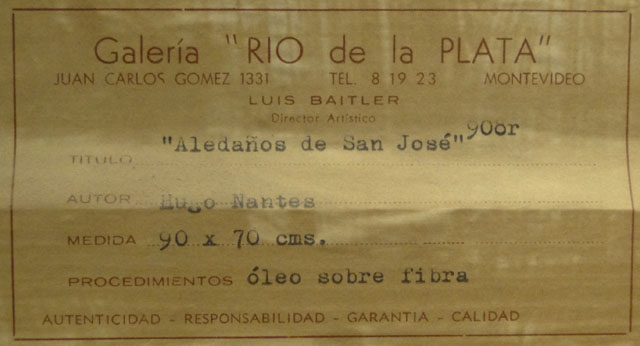 Galería "RIO de la PLATA"
JUAN CARLOS GOMEZ 1331 TEL. 8 19 23 MONTEVIDEO
LUIS BAITLER
Director Artístico
TITULO "Aledaños de San José" 908r
AUTOR Hugo Nantes
MEDIDA 90 x 70 cms.
PROCEDIMIENTOS óleo sobre fibra
AUTENTICIDAD - RESPONSABILIDAD - GARANTIA - CALIDAD